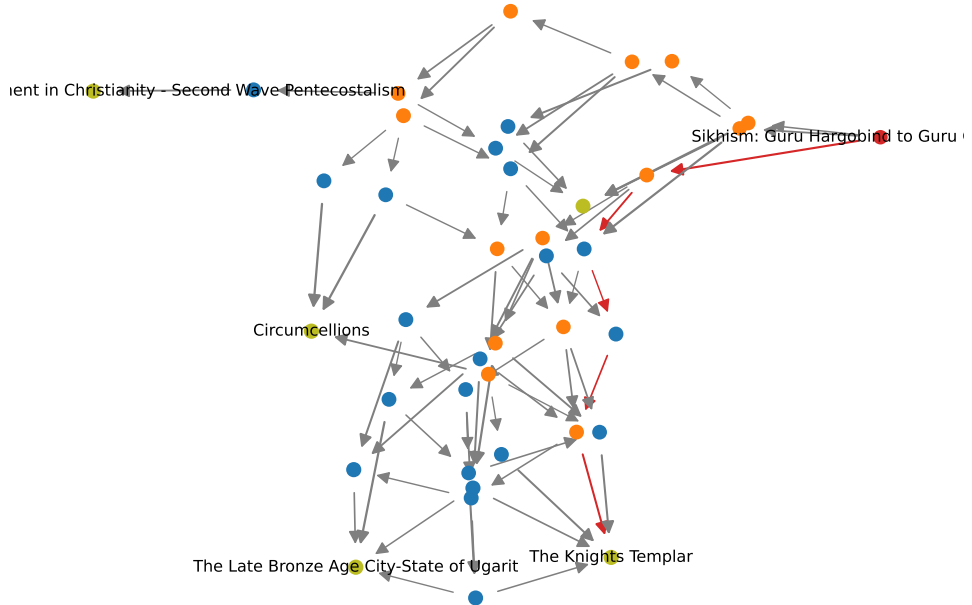 ent in Christianity - Second Wave Pentecostalism
Sikhism: Guru Hargobind to Guru
Circumcellions
The Late Bronze Age City-State of Ugarit
The Knights Templar